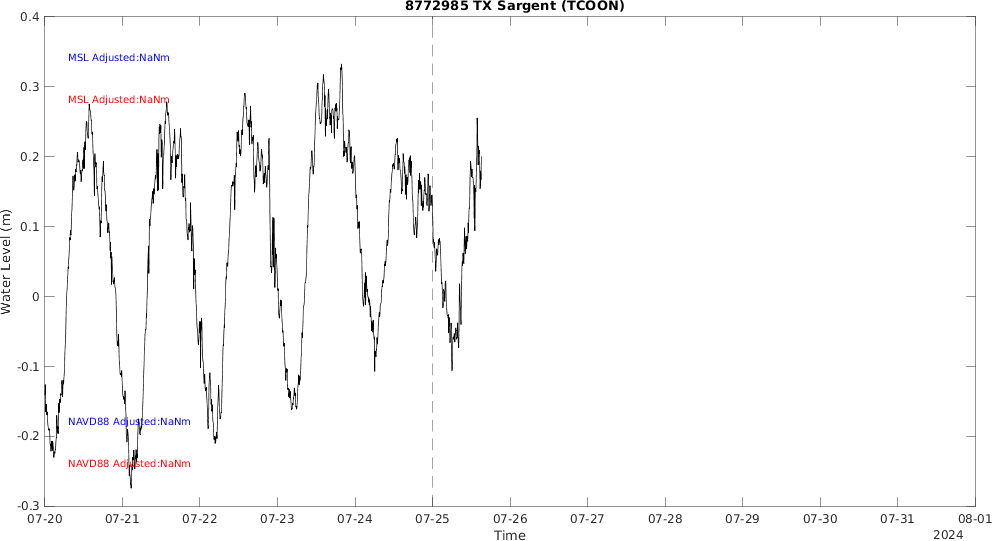 8772985 TX Sargent (TCOON)
0.4
MSL Adjusted:NaNm
0.3
MSL Adjusted:NaNm
0.2
0.1
Water Level (m)
0
-0.1
NAVD88 Adjusted:NaNm
-0.2
NAVD88 Adjusted:NaNm
-0.3
07-20 07-21 07-22 07-23 07-24 07-25 07-26 07-27 07-28 07-29 07-30 07-31 08-01
Time
2024